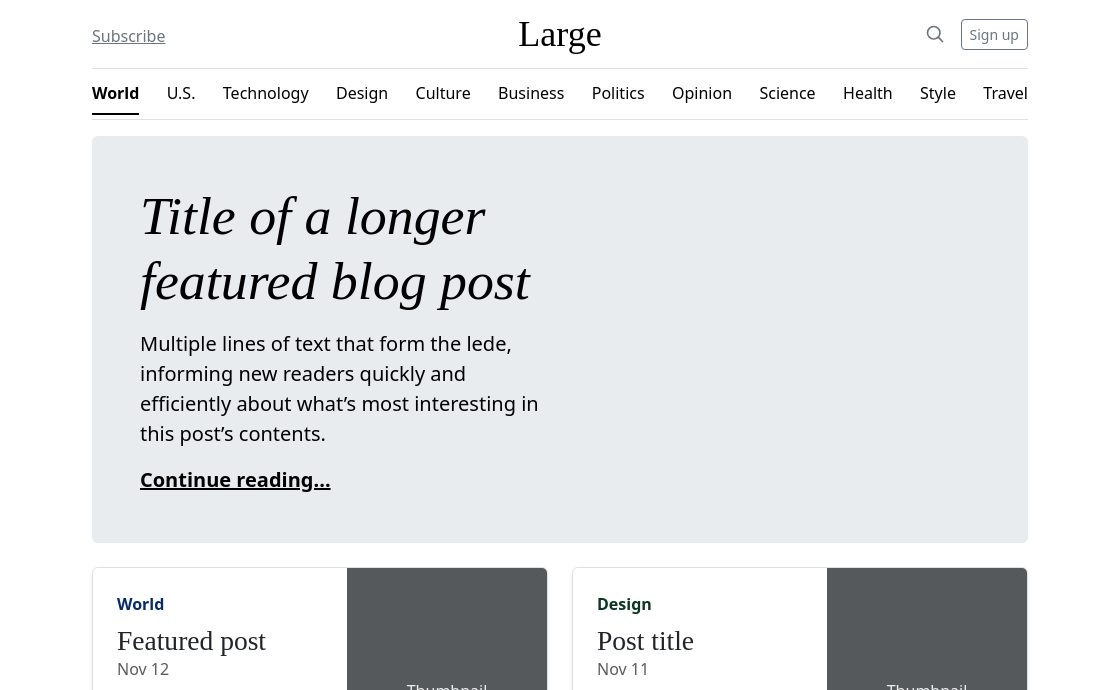 Subscribe
Large
Sign up
World U.S. Technology Design Culture Business Politics Opinion Science Health Style Travel
Title of a longer
featured blog post
Multiple lines of text that form the lede,
informing new readers quickly and
efficiently about what’s most interesting in
this post’s contents.
Continue reading...
World
Featured post
Nov 12
Thumbnail
Design
Post title
Nov 11
Thumbnail